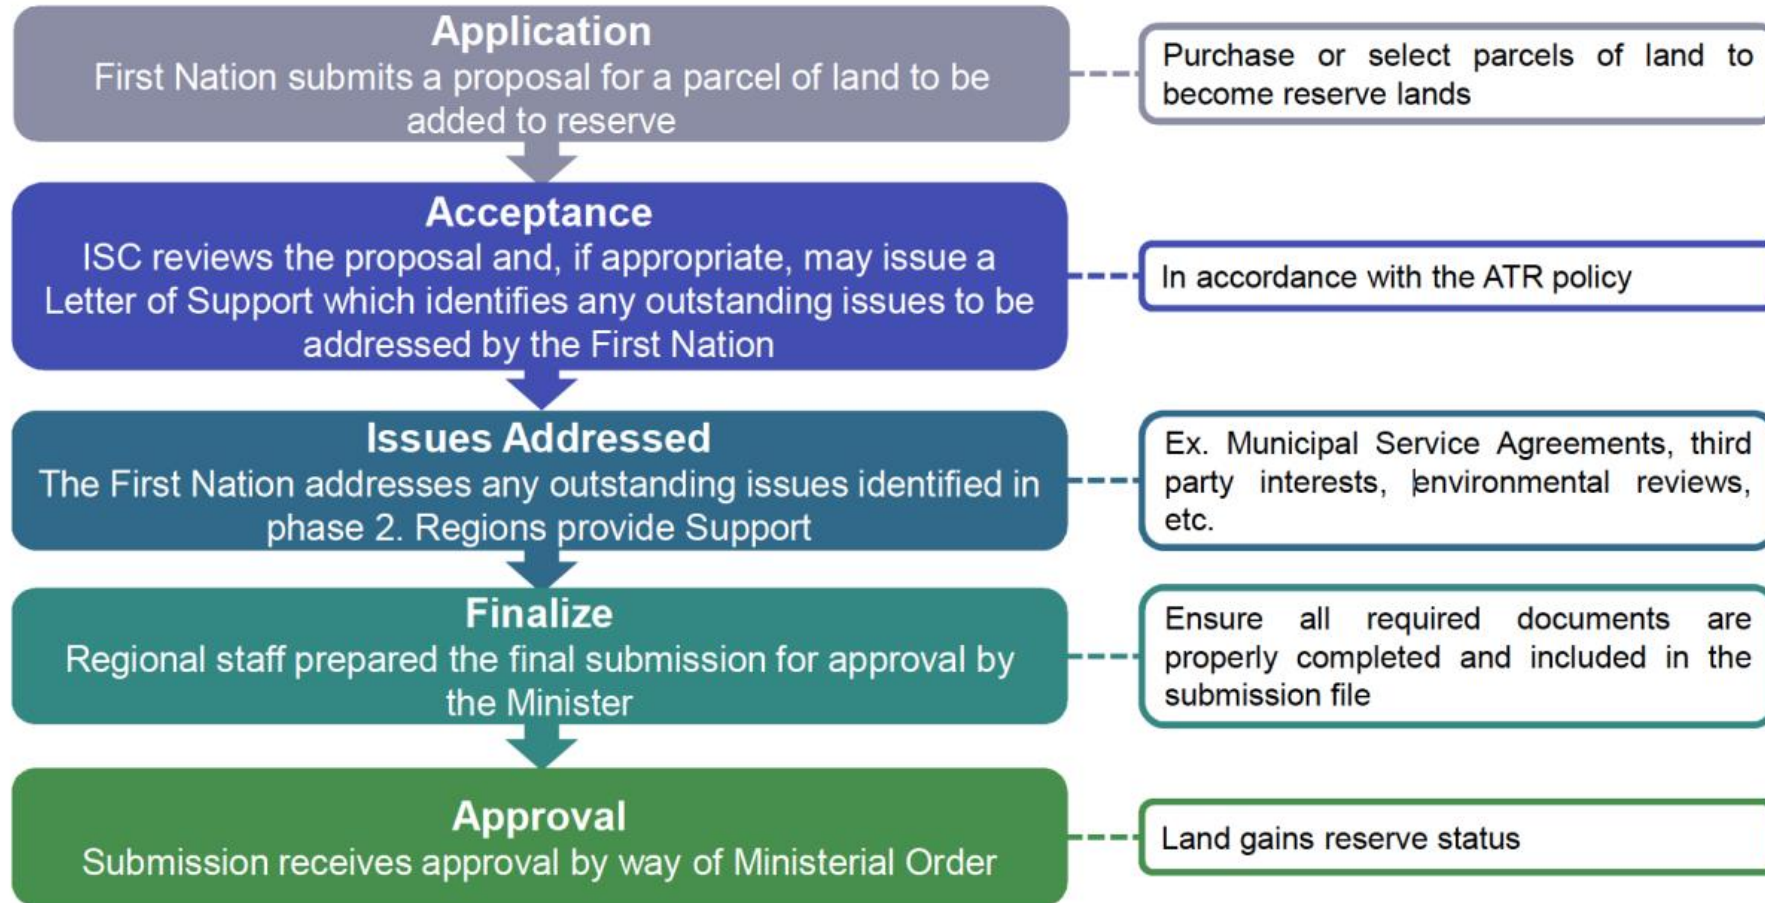 Application
First Nation submits a proposal for a parcel of land to be
added to reserve
Purchase or select parcels of land to
become reserve lands
Acceptance
ISC reviews the proposal and, if appropriate, may issue a
Letter of Support which identifies any outstanding issues to be
addressed by the First Nation
In accordance with the ATR policy
Issues Addressed
The First Nation addresses any outstanding issues identified in
phase 2. Regions provide Support
Ex. Municipal Service Agreements, third
party interests, environmental reviews,
etc.
Finalize
Regional staff prepared the final submission for approval by
the Minister
Ensure all required documents are
properly completed and included in the
submission file
Approval
Submission receives approval by way of Ministerial Order
Land gains reserve status